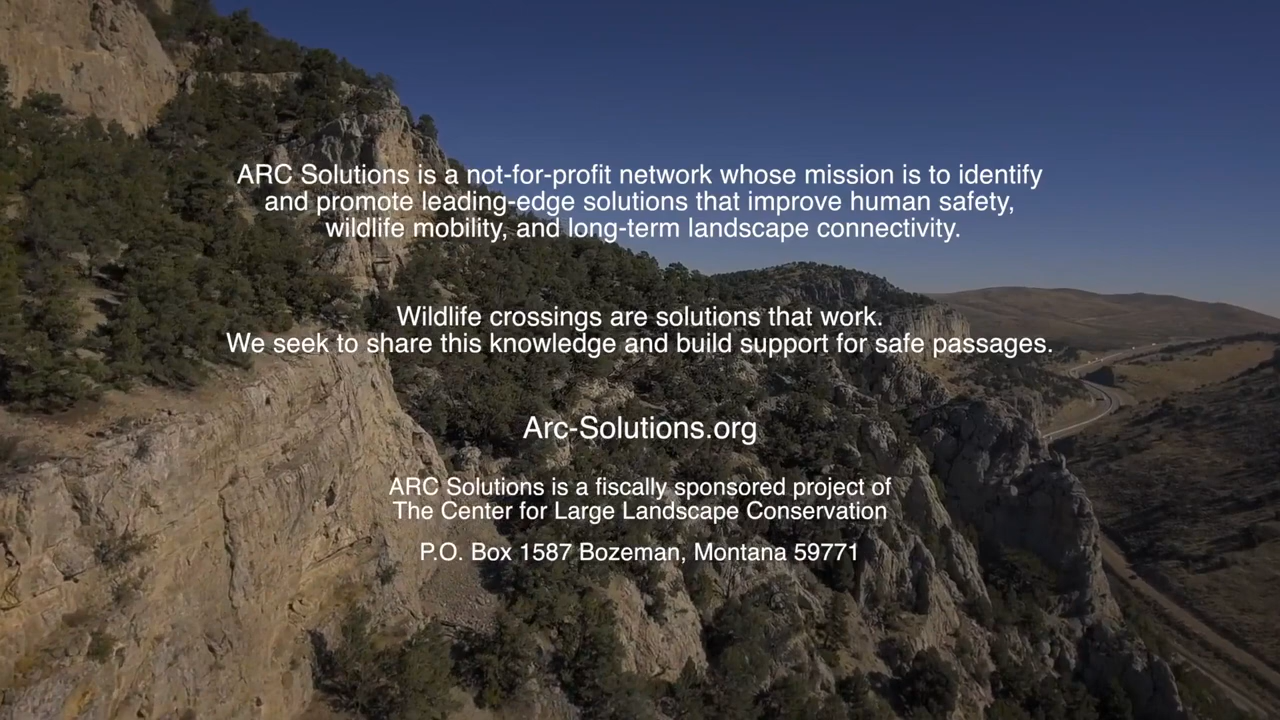 ARC Solutions is a not-for-profit network whose mission is to identify
and promote leading-edge solutions that improve human safety,
wildlife mobility, and long-term landscape connectivity.
Wildlife crossings are solutions that work.
We seek to share this knowledge and build support for safe passages.
Arc-Solutions.org
ARC Solutions is a fiscally sponsored project of
The Center for Large Landscape Conservation
P.O. Box 1587 Bozeman, Montana 59771